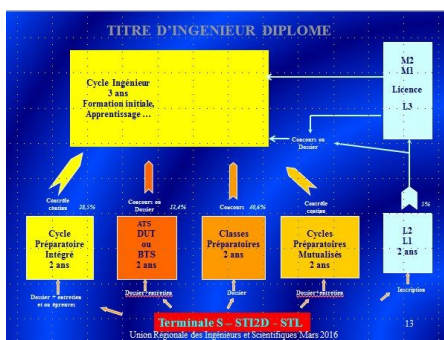 TITRE D'INGENIEUR DIPLOME
Cycle Ingénieur
3 ans
Formation initiale,
Apprentissage …
M2
M1
Licence
L3
Concours ou
Dossier
Contrôle
continu
28,5%
Concours ou
Dossier
12,4%
Concours
40,6%
Contrôle
continu
5%
Cycle
Préparatoire
Intégré
2 ans
ATS
DUT
ou
BTS
2 ans
Classes
Préparatoires
2 ans
Cycles
Préparatoires
Mutualisés
2 ans
L2
L1
2 ans
Dossier + entretien
et ou épreuves
Dossier+entretien
Dossier
Dossier+entretien
Inscription
Terminale S – STI2D - STL
Union Régionale des Ingénieurs et Scientifiques Mars 2016
13